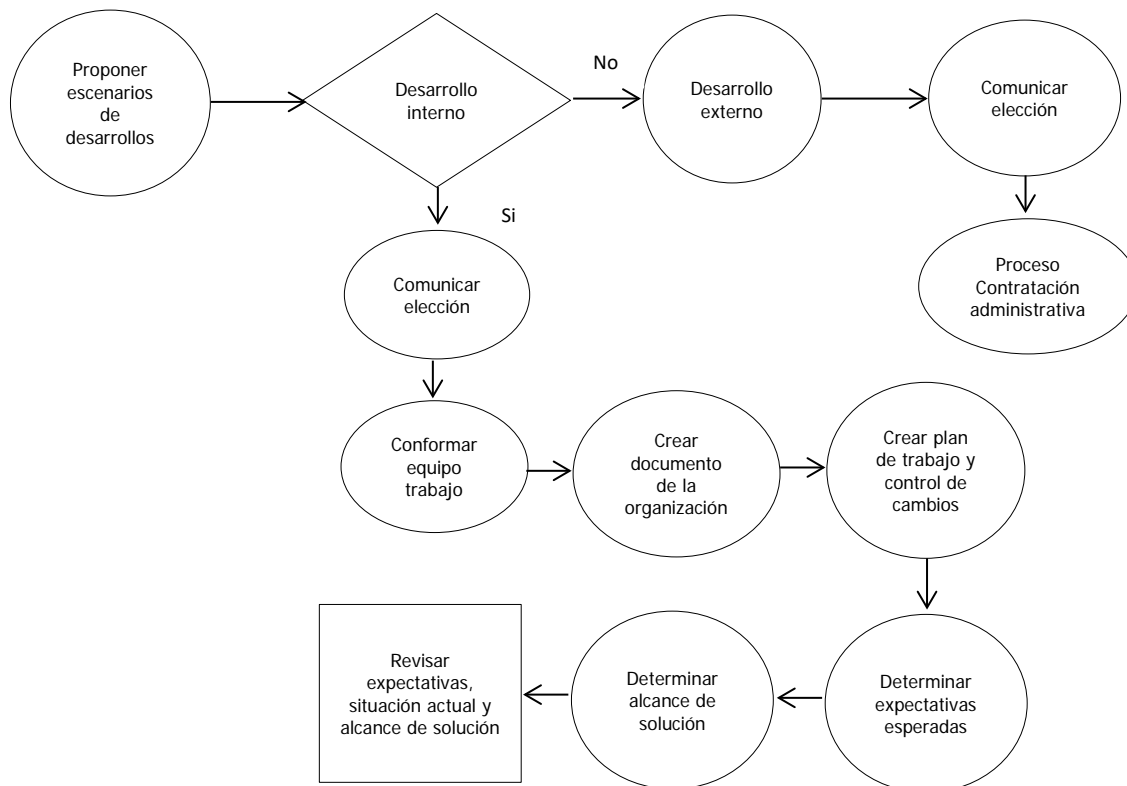 Proponer
escenarios
de
desarrollos
Desarrollo
interno
No
Desarrollo
externo
Comunicar
elección
Si
Comunicar
elección
Proceso
Contratación
administrativa
Conformar
equipo
trabajo
Crear
documento
de la
organización
Crear plan
de trabajo y
control de
cambios
Revisar
expectativas,
situación actual y
alcance de solución
Determinar
alcance de
solución
Determinar
expectativas
esperadas